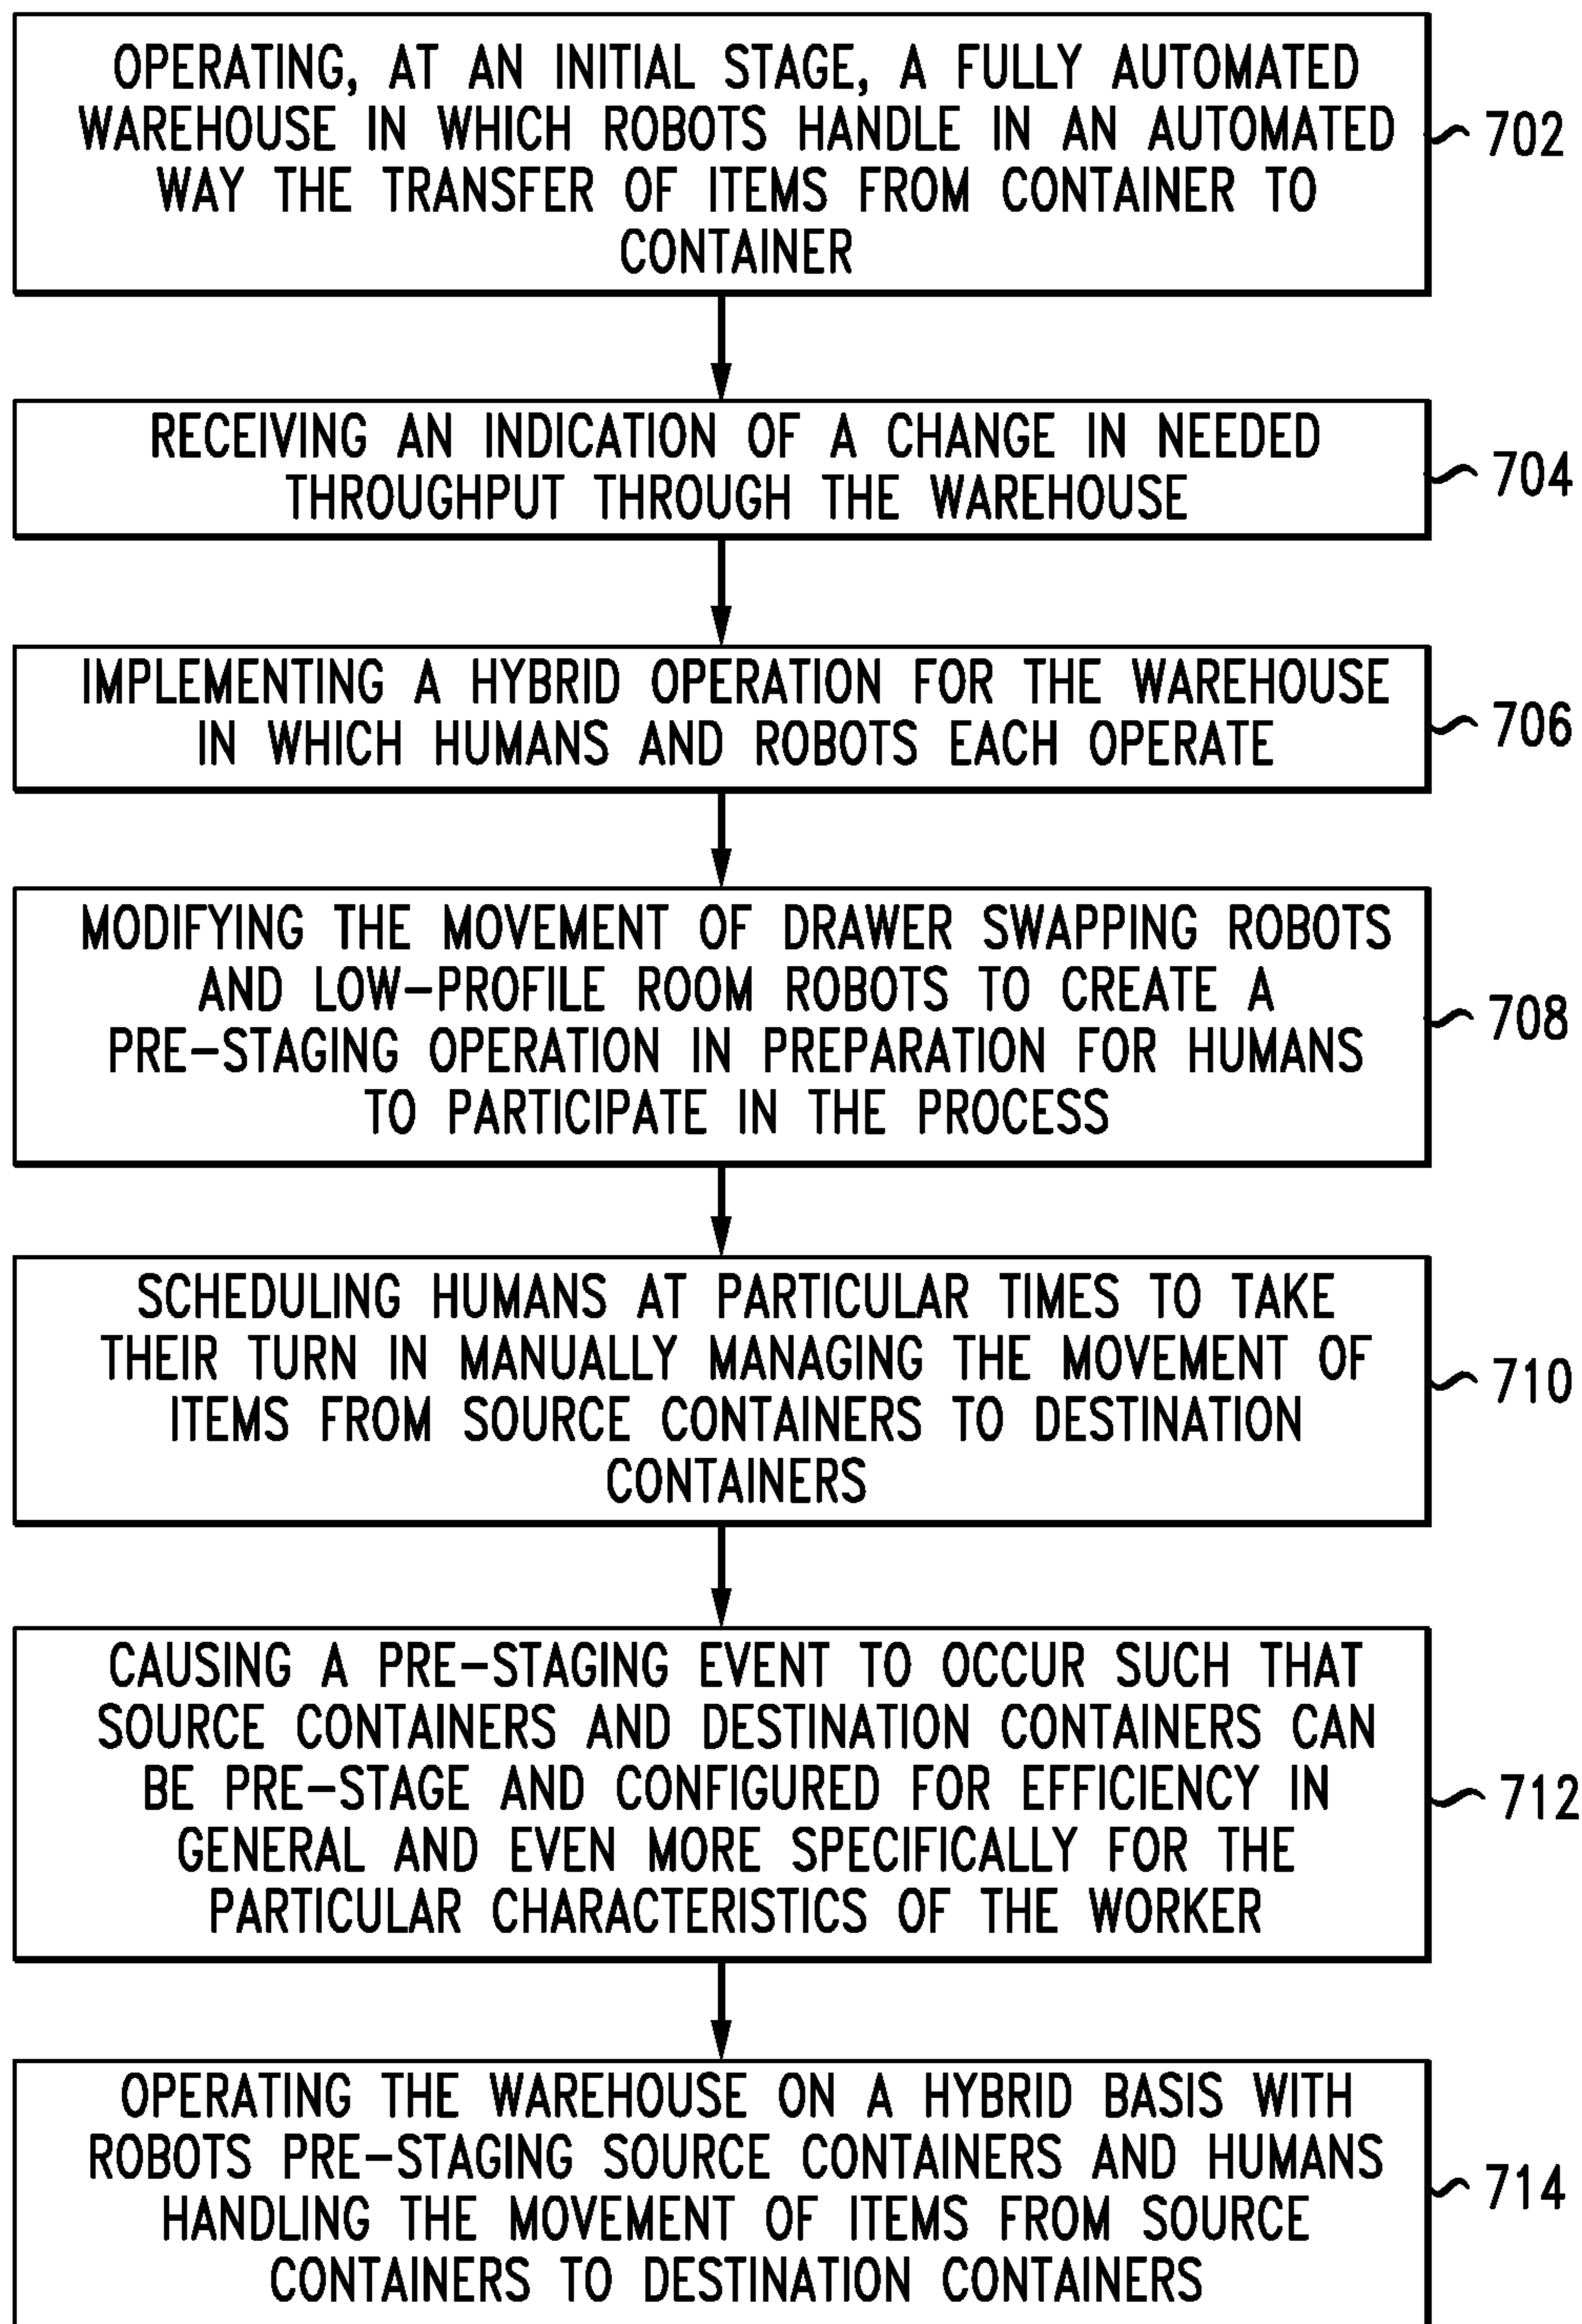 OPERATING, AT AN INITIAL STAGE, A FULLY AUTOMATED
WAREHOUSE IN WHICH ROBOTS HANDLE IN AN AUTOMATED
WAY THE TRANSFER OF ITEMS FROM CONTAINER TO
CONTAINER
702
RECEIVING AN INDICATION OF A CHANGE IN NEEDED
THROUGHPUT THROUGH THE WAREHOUSE
704
IMPLEMENTING A HYBRID OPERATION FOR THE WAREHOUSE
IN WHICH HUMANS AND ROBOTS EACH OPERATE
706
MODIFYING THE MOVEMENT OF DRAWER SWAPPING ROBOTS
AND LOW-PROFILE ROOM ROBOTS TO CREATE A
PRE-STAGING OPERATION IN PREPARATION FOR HUMANS
TO PARTICIPATE IN THE PROCESS
708
SCHEDULING HUMANS AT PARTICULAR TIMES TO TAKE
THEIR TURN IN MANUALLY MANAGING THE MOVEMENT OF
ITEMS FROM SOURCE CONTAINERS TO DESTINATION
CONTAINERS
710
CAUSING A PRE-STAGING EVENT TO OCCUR SUCH THAT
SOURCE CONTAINERS AND DESTINATION CONTAINERS CAN
BE PRE-STAGE AND CONFIGURED FOR EFFICIENCY IN
GENERAL AND EVEN MORE SPECIFICALLY FOR THE
PARTICULAR CHARACTERISTICS OF THE WORKER
712
OPERATING THE WAREHOUSE ON A HYBRID BASIS WITH
ROBOTS PRE-STAGING SOURCE CONTAINERS AND HUMANS
HANDLING THE MOVEMENT OF ITEMS FROM SOURCE
CONTAINERS TO DESTINATION CONTAINERS
714